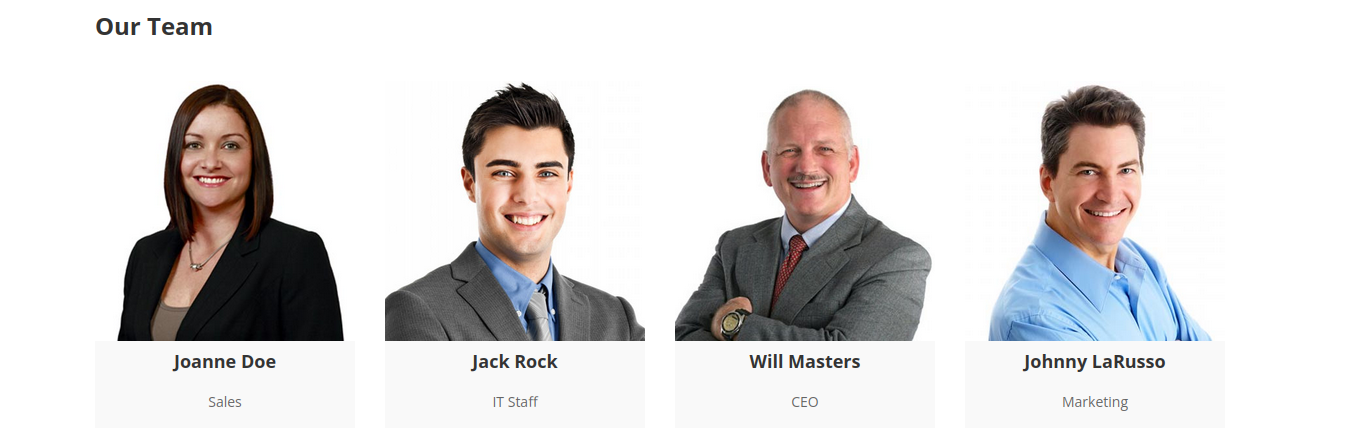 Our Team
Joanne Doe
Sales
Jack Rock
IT Staff
Will Masters
CEO
Johnny LaRusso
Marketing